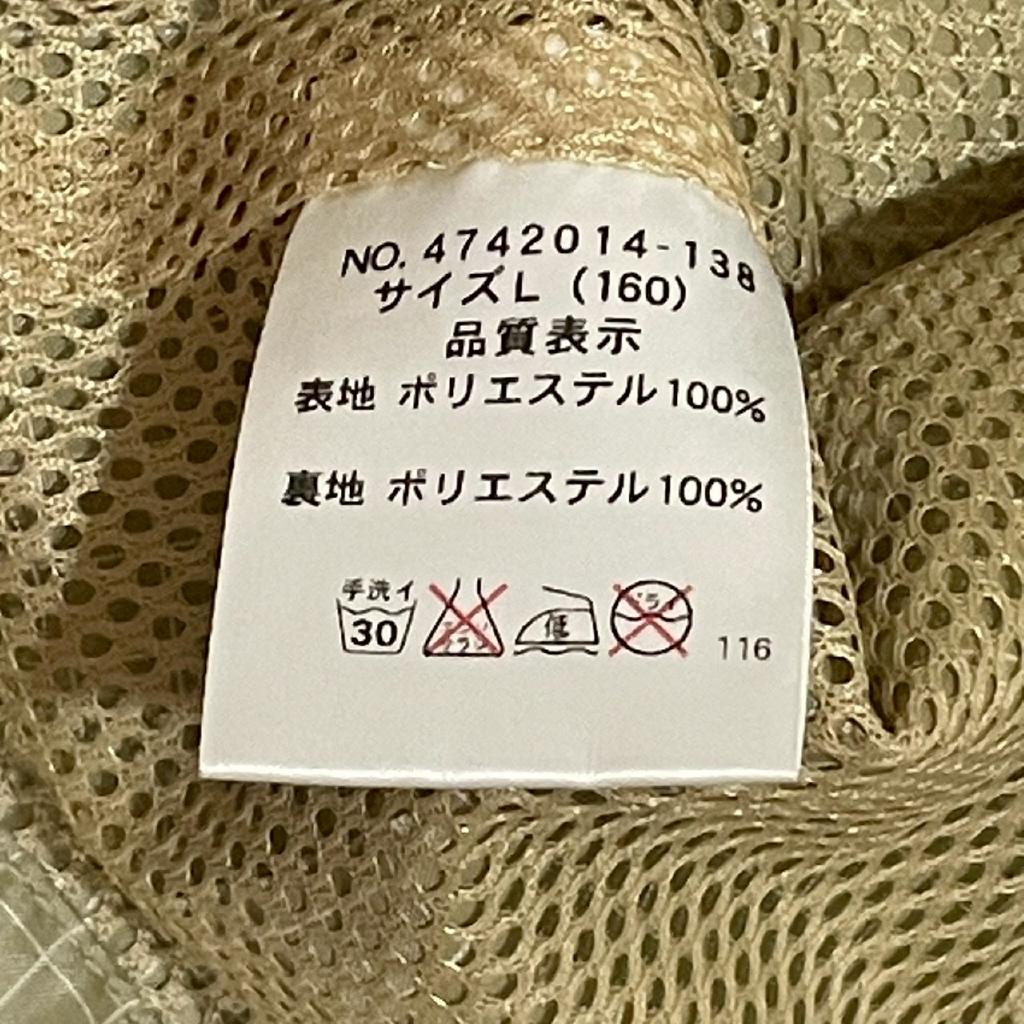 NO. 4742014-138
サイズL (160)
品質表示
表地 ポリエステル100%
裏地 ポリエステル100%
手洗イ
30
低
116